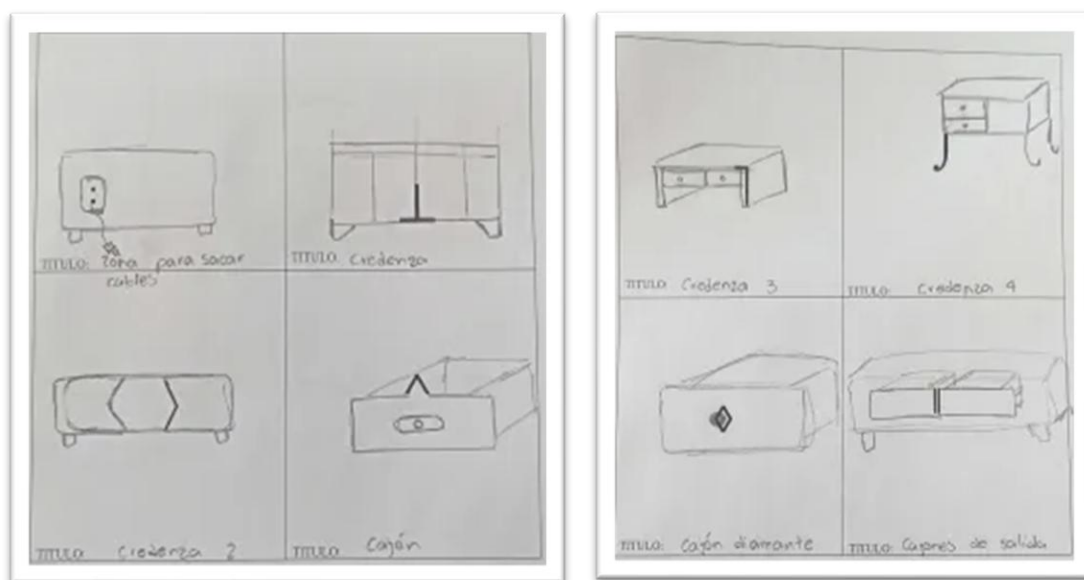 TITULO: Zona para sacar
cables
TITULO: Credenza
TITULO: Credenza 2
TITULO: Cajón
TITULO: Credenza 3
TITULO: Credenza 4
TITULO: Cajón diamante
TITULO: Cajones de salida